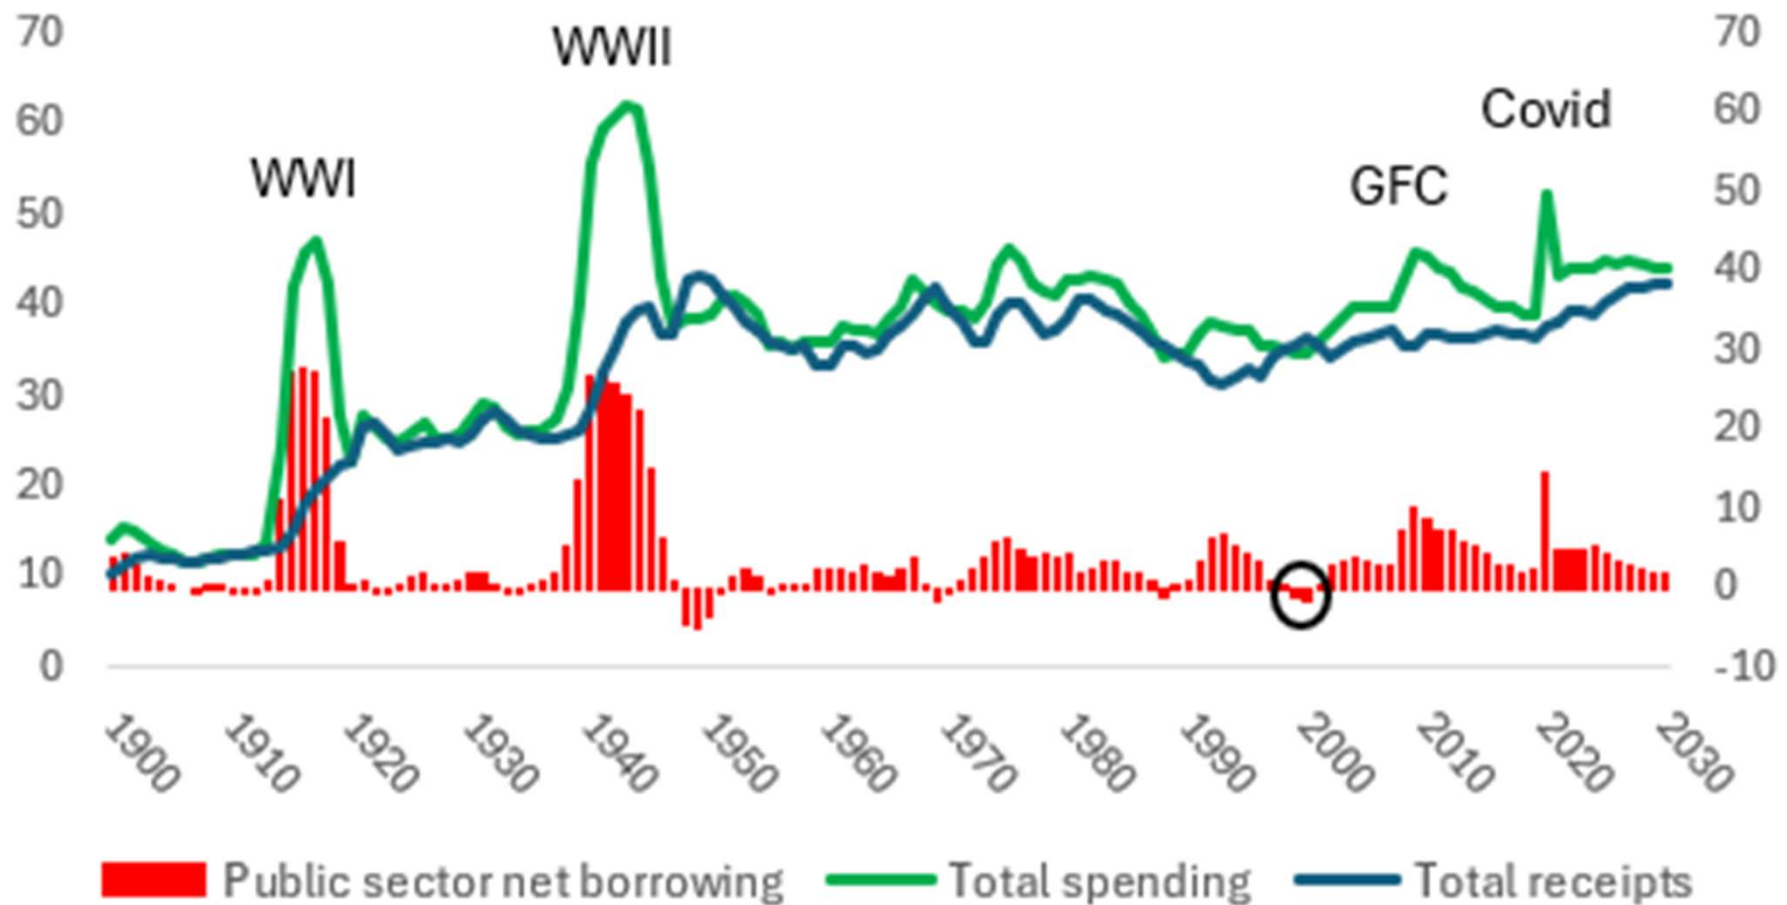 70 70
WWII
60 Covid 60
WWI GFC
50 50
40 40
30 30
20 20
10 10
0 0
-10
1900 1910 1920 1930 1940 1950 1960 1970 1980 1990 2000 2010 2020 2030
Public sector net borrowing Total spending Total receipts